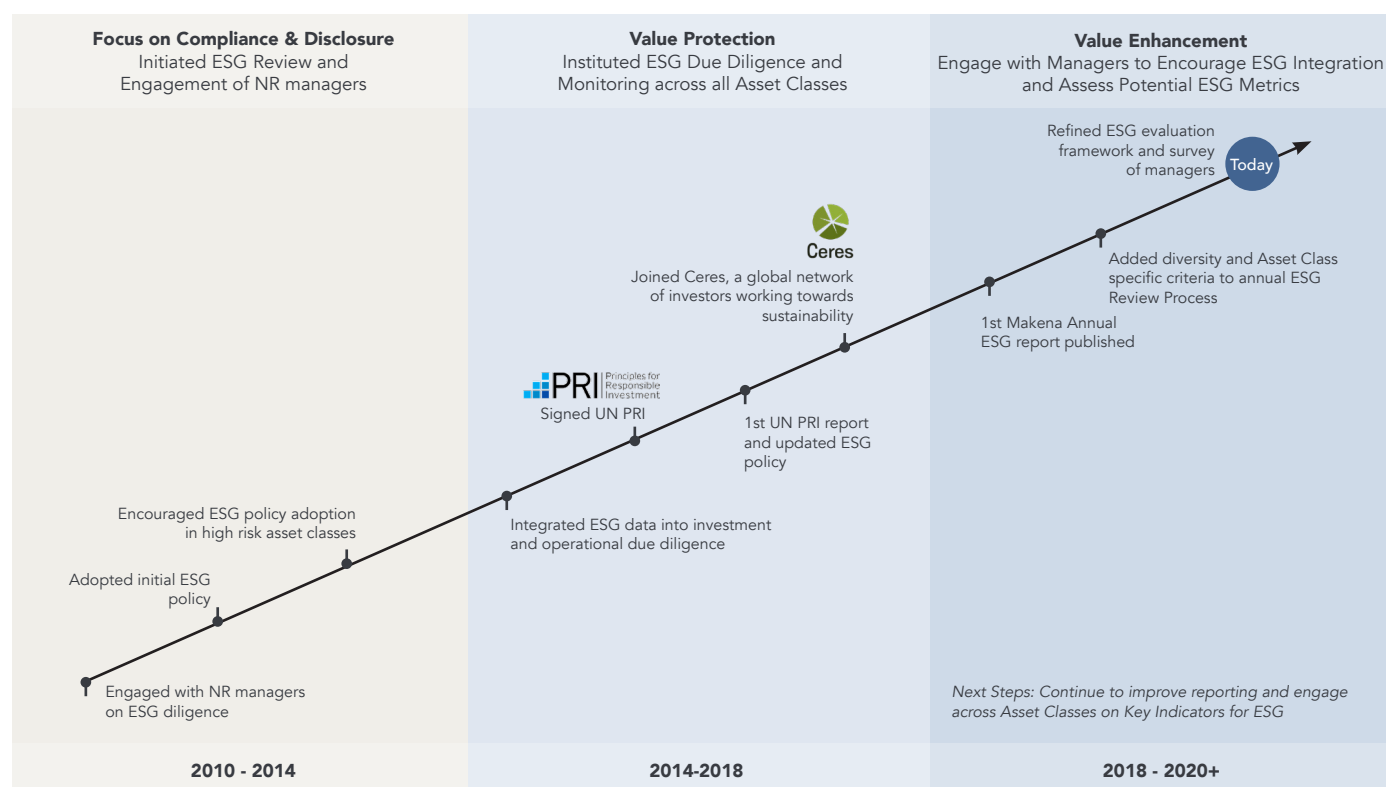 Focus on Compliance & Disclosure
Initiated ESG Review and
Engagement of NR managers
Value Protection
Instituted ESG Due Diligence and
Monitoring across all Asset Classes
Value Enhancement
Engage with Managers to Encourage ESG Integration
and Assess Potential ESG Metrics
Engaged with NR managers
on ESG diligence
Adopted initial ESG
policy
Encouraged ESG policy adoption
in high risk asset classes
Integrated ESG data into investment
and operational due diligence
PRI
Principles for
Responsible
Investment
Signed UN PRI
1st UN PRI report
and updated ESG
policy
Ceres
Joined Ceres, a global network
of investors working towards
sustainability
1st Makena Annual
ESG report published
Added diversity and Asset Class
specific criteria to annual ESG
Review Process
Refined ESG evaluation
framework and survey
of managers
Today
Next Steps: Continue to improve reporting and engage
across Asset Classes on Key Indicators for ESG
2010 - 2014
2014-2018
2018 - 2020+